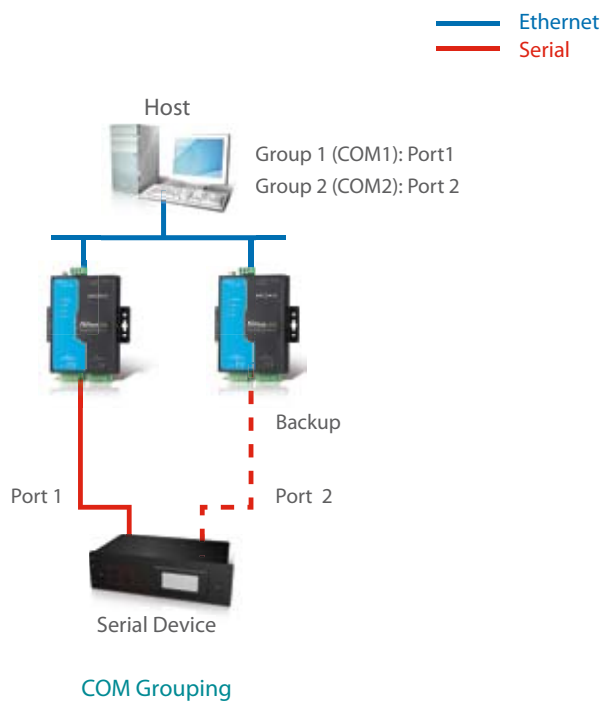 Ethernet
Serial
Host
Group 1 (COM1): Port1
Group 2 (COM2): Port 2
Backup
Port 1
Port 2
Serial Device
COM Grouping